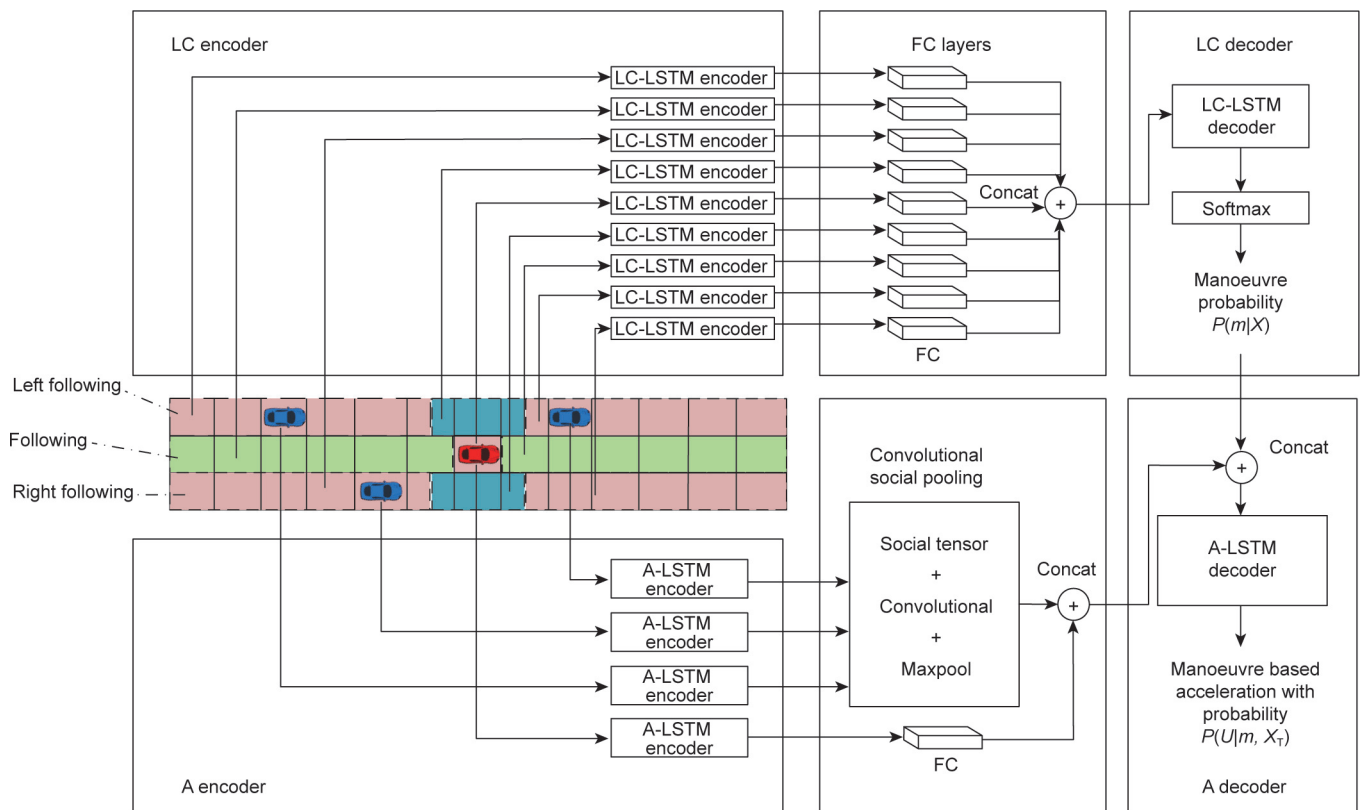 LC encoder
LC-LSTM encoder
LC-LSTM encoder
LC-LSTM encoder
LC-LSTM encoder
LC-LSTM encoder
LC-LSTM encoder
LC-LSTM encoder
LC-LSTM encoder
LC-LSTM encoder
FC layers
Concat
+
FC
LC decoder
LC-LSTM
decoder
Softmax
Manoeuvre
probability
P(m|X)
Left following
Following
Right following
A-LSTM
encoder
A-LSTM
encoder
A-LSTM
encoder
A-LSTM
encoder
A encoder
Convolutional
social pooling
Social tensor
+
Convolutional
+
Maxpool
Concat
+
FC
Concat
+
A-LSTM
decoder
Manoeuvre based
acceleration with
probability
P(U|m, X_T)
A decoder